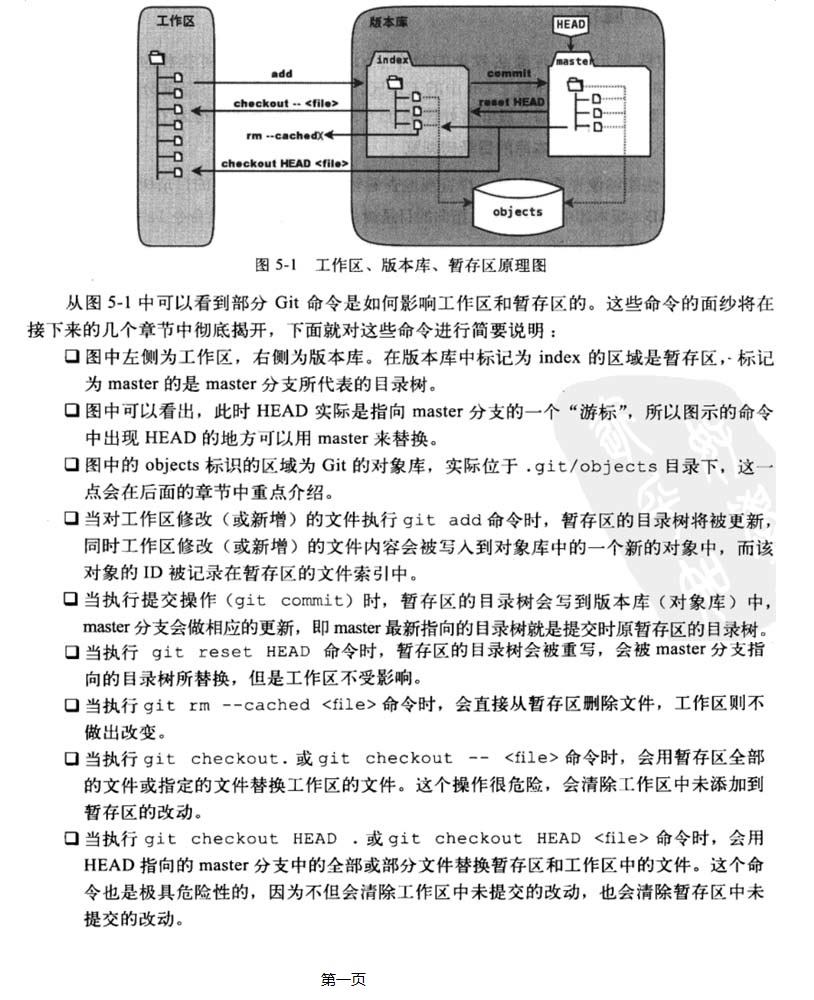 工作区
版本库
HEAD
index
master
add
commit
checkout -- <file>
reset HEAD
rm --cached
checkout HEAD <file>
objects
图 5-1 工作区、版本库、暂存区原理图
从图 5-1 中可以看到部分 Git 命令是如何影响工作区和暂存区的。这些命令的面纱将在
接下来的几个章节中彻底揭开，下面就对这些命令进行简要说明：
❑ 图中左侧为工作区，右侧为版本库。在版本库中标记为 index 的区域是暂存区，标记
为 master 的是 master 分支所代表的目录树。
❑ 图中可以看出，此时 HEAD 实际是指向 master 分支的一个“游标”，所以图示的命令
中出现 HEAD 的地方可以用 master 来替换。
❑ 图中的 objects 标识的区域为 Git 的对象库，实际位于 .git/objects 目录下，这一
点会在后面的章节中重点介绍。
❑ 当对工作区修改（或新增）的文件执行 git add 命令时，暂存区的目录树将被更新，
同时工作区修改（或新增）的文件内容会被写入到对象库中的一个新的对象中，而该
对象的 ID 被记录在暂存区的文件索引中。
❑ 当执行提交操作（git commit）时，暂存区的目录树会写到版本库（对象库）中，
master 分支会做相应的更新，即 master 最新指向的目录树就是提交时原暂存区的目录树。
❑ 当执行 git reset HEAD 命令时，暂存区的目录树会被重写，会被 master 分支指
向的目录树所替换，但是工作区不受影响。
❑ 当执行 git rm --cached <file> 命令时，会直接从暂存区删除文件，工作区则不
做出改变。
❑ 当执行 git checkout. 或 git checkout -- <file> 命令时，会用暂存区全部
的文件或指定的文件替换工作区的文件。这个操作很危险，会清除工作区中未添加到
暂存区的改动。
❑ 当执行 git checkout HEAD . 或 git checkout HEAD <file> 命令时，会用
HEAD 指向的 master 分支中的全部或部分文件替换暂存区和工作区中的文件。这个命
令也是极具危险性的，因为不但会清除工作区中未提交的改动，也会清除暂存区中未
提交的改动。
第一页